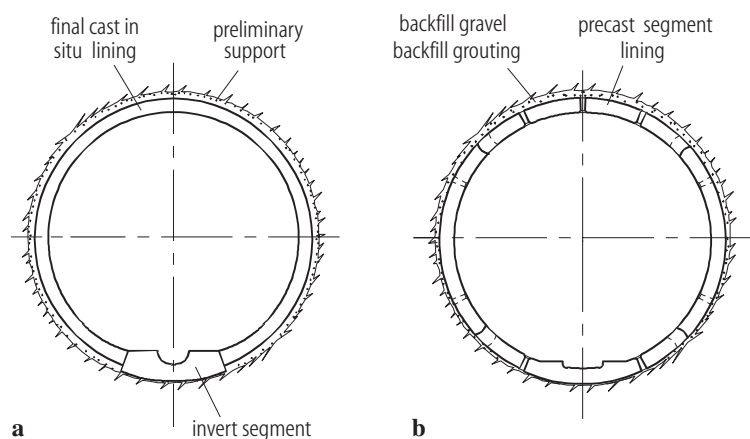 final cast in
situ lining
preliminary
support
invert segment
a
backfill gravel
backfill grouting
precast segment
lining
b